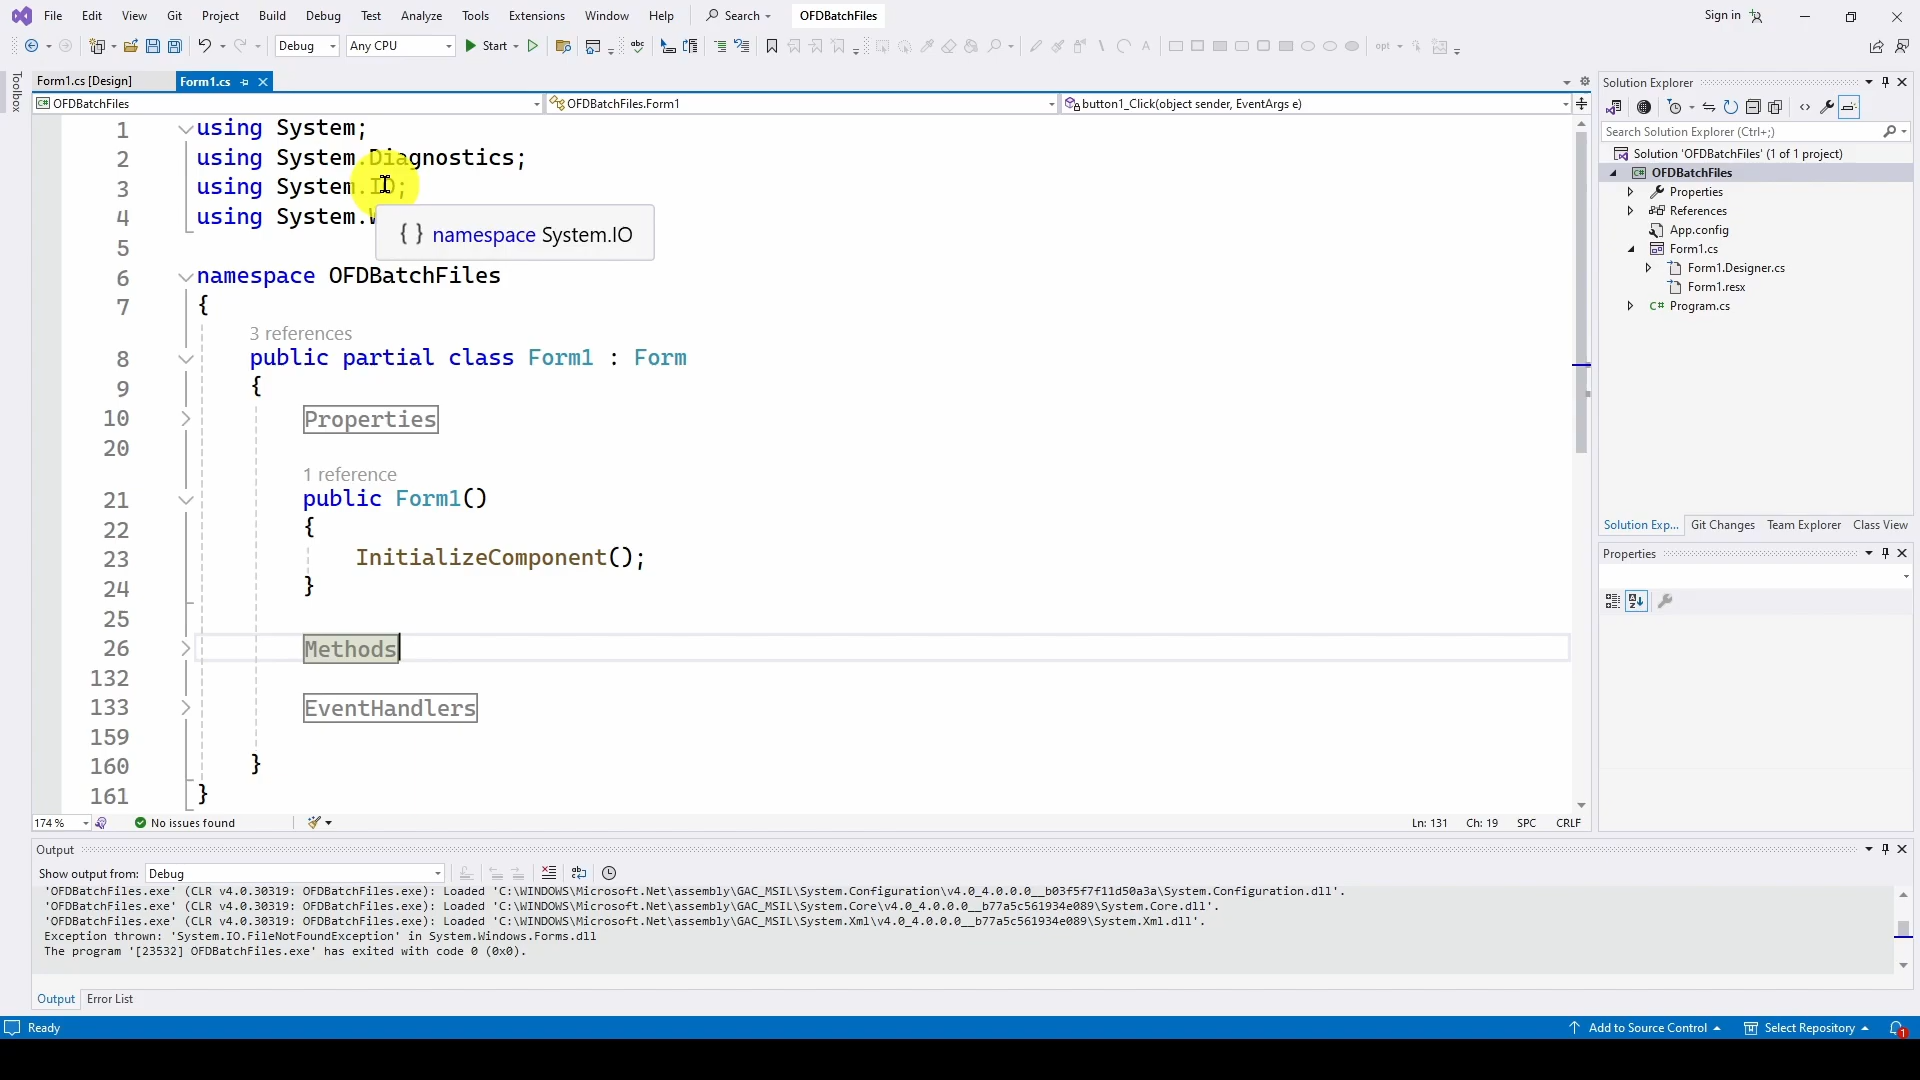 File Edit View Git Project Build Debug Test Analyze Tools Extensions Window Help Search OFDBatchFiles Sign in
Debug Any CPU Start opt
Toolbox
Form1.cs [Design] Form1.cs
OFDBatchFiles OFDBatchFiles.Form1 button1_Click(object sender, EventArgs e)
1 using System;
2 using System.Diagnostics;
3 using System.IO;
4 using System.
{ } namespace System.IO
5
6 namespace OFDBatchFiles
7 {
3 references
8 public partial class Form1 : Form
9 {
10 Properties
20
1 reference
21 public Form1()
22 {
23 InitializeComponent();
24 }
25
26 Methods
132
133 EventHandlers
159
160 }
161 }
174 % No issues found Ln: 131 Ch: 19 SPC CRLF
Solution Explorer
Search Solution Explorer (Ctrl+;)
Solution 'OFDBatchFiles' (1 of 1 project)
OFDBatchFiles
Properties
References
App.config
Form1.cs
Form1.Designer.cs
Form1.resx
C# Program.cs
Solution Exp... Git Changes Team Explorer Class View
Properties
Output
Show output from: Debug
'OFDBatchFiles.exe' (CLR v4.0.30319: OFDBatchFiles.exe): Loaded 'C:\WINDOWS\Microsoft.Net\assembly\GAC_MSIL\System.Configuration\v4.0_4.0.0.0__b03f5f7f11d50a3a\System.Configuration.dll'.
'OFDBatchFiles.exe' (CLR v4.0.30319: OFDBatchFiles.exe): Loaded 'C:\WINDOWS\Microsoft.Net\assembly\GAC_MSIL\System.Core\v4.0_4.0.0.0__b77a5c561934e089\System.Core.dll'.
'OFDBatchFiles.exe' (CLR v4.0.30319: OFDBatchFiles.exe): Loaded 'C:\WINDOWS\Microsoft.Net\assembly\GAC_MSIL\System.Xml\v4.0_4.0.0.0__b77a5c561934e089\System.Xml.dll'.
Exception thrown: 'System.IO.FileNotFoundException' in System.Windows.Forms.dll
The program '[23532] OFDBatchFiles.exe' has exited with code 0 (0x0).
Output Error List
Ready Add to Source Control Select Repository 1